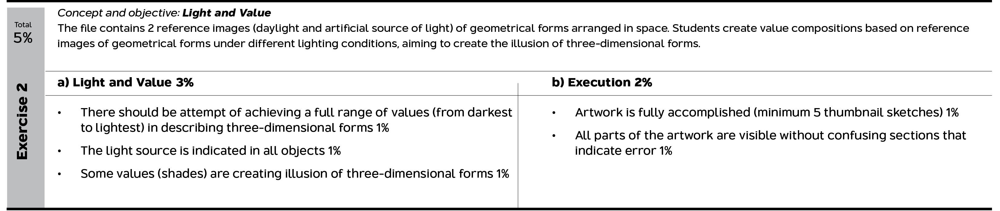 Total
5%
Exercise 2
Concept and objective: Light and Value
The file contains 2 reference images (daylight and artificial source of light) of geometrical forms arranged in space. Students create value compositions based on reference
images of geometrical forms under different lighting conditions, aiming to create the illusion of three-dimensional forms.
a) Light and Value 3%
• There should be attempt of achieving a full range of values (from darkest
to lightest) in describing three-dimensional forms 1%
• The light source is indicated in all objects 1%
• Some values (shades) are creating illusion of three-dimensional forms 1%
b) Execution 2%
• Artwork is fully accomplished (minimum 5 thumbnail sketches) 1%
• All parts of the artwork are visible without confusing sections that
indicate error 1%